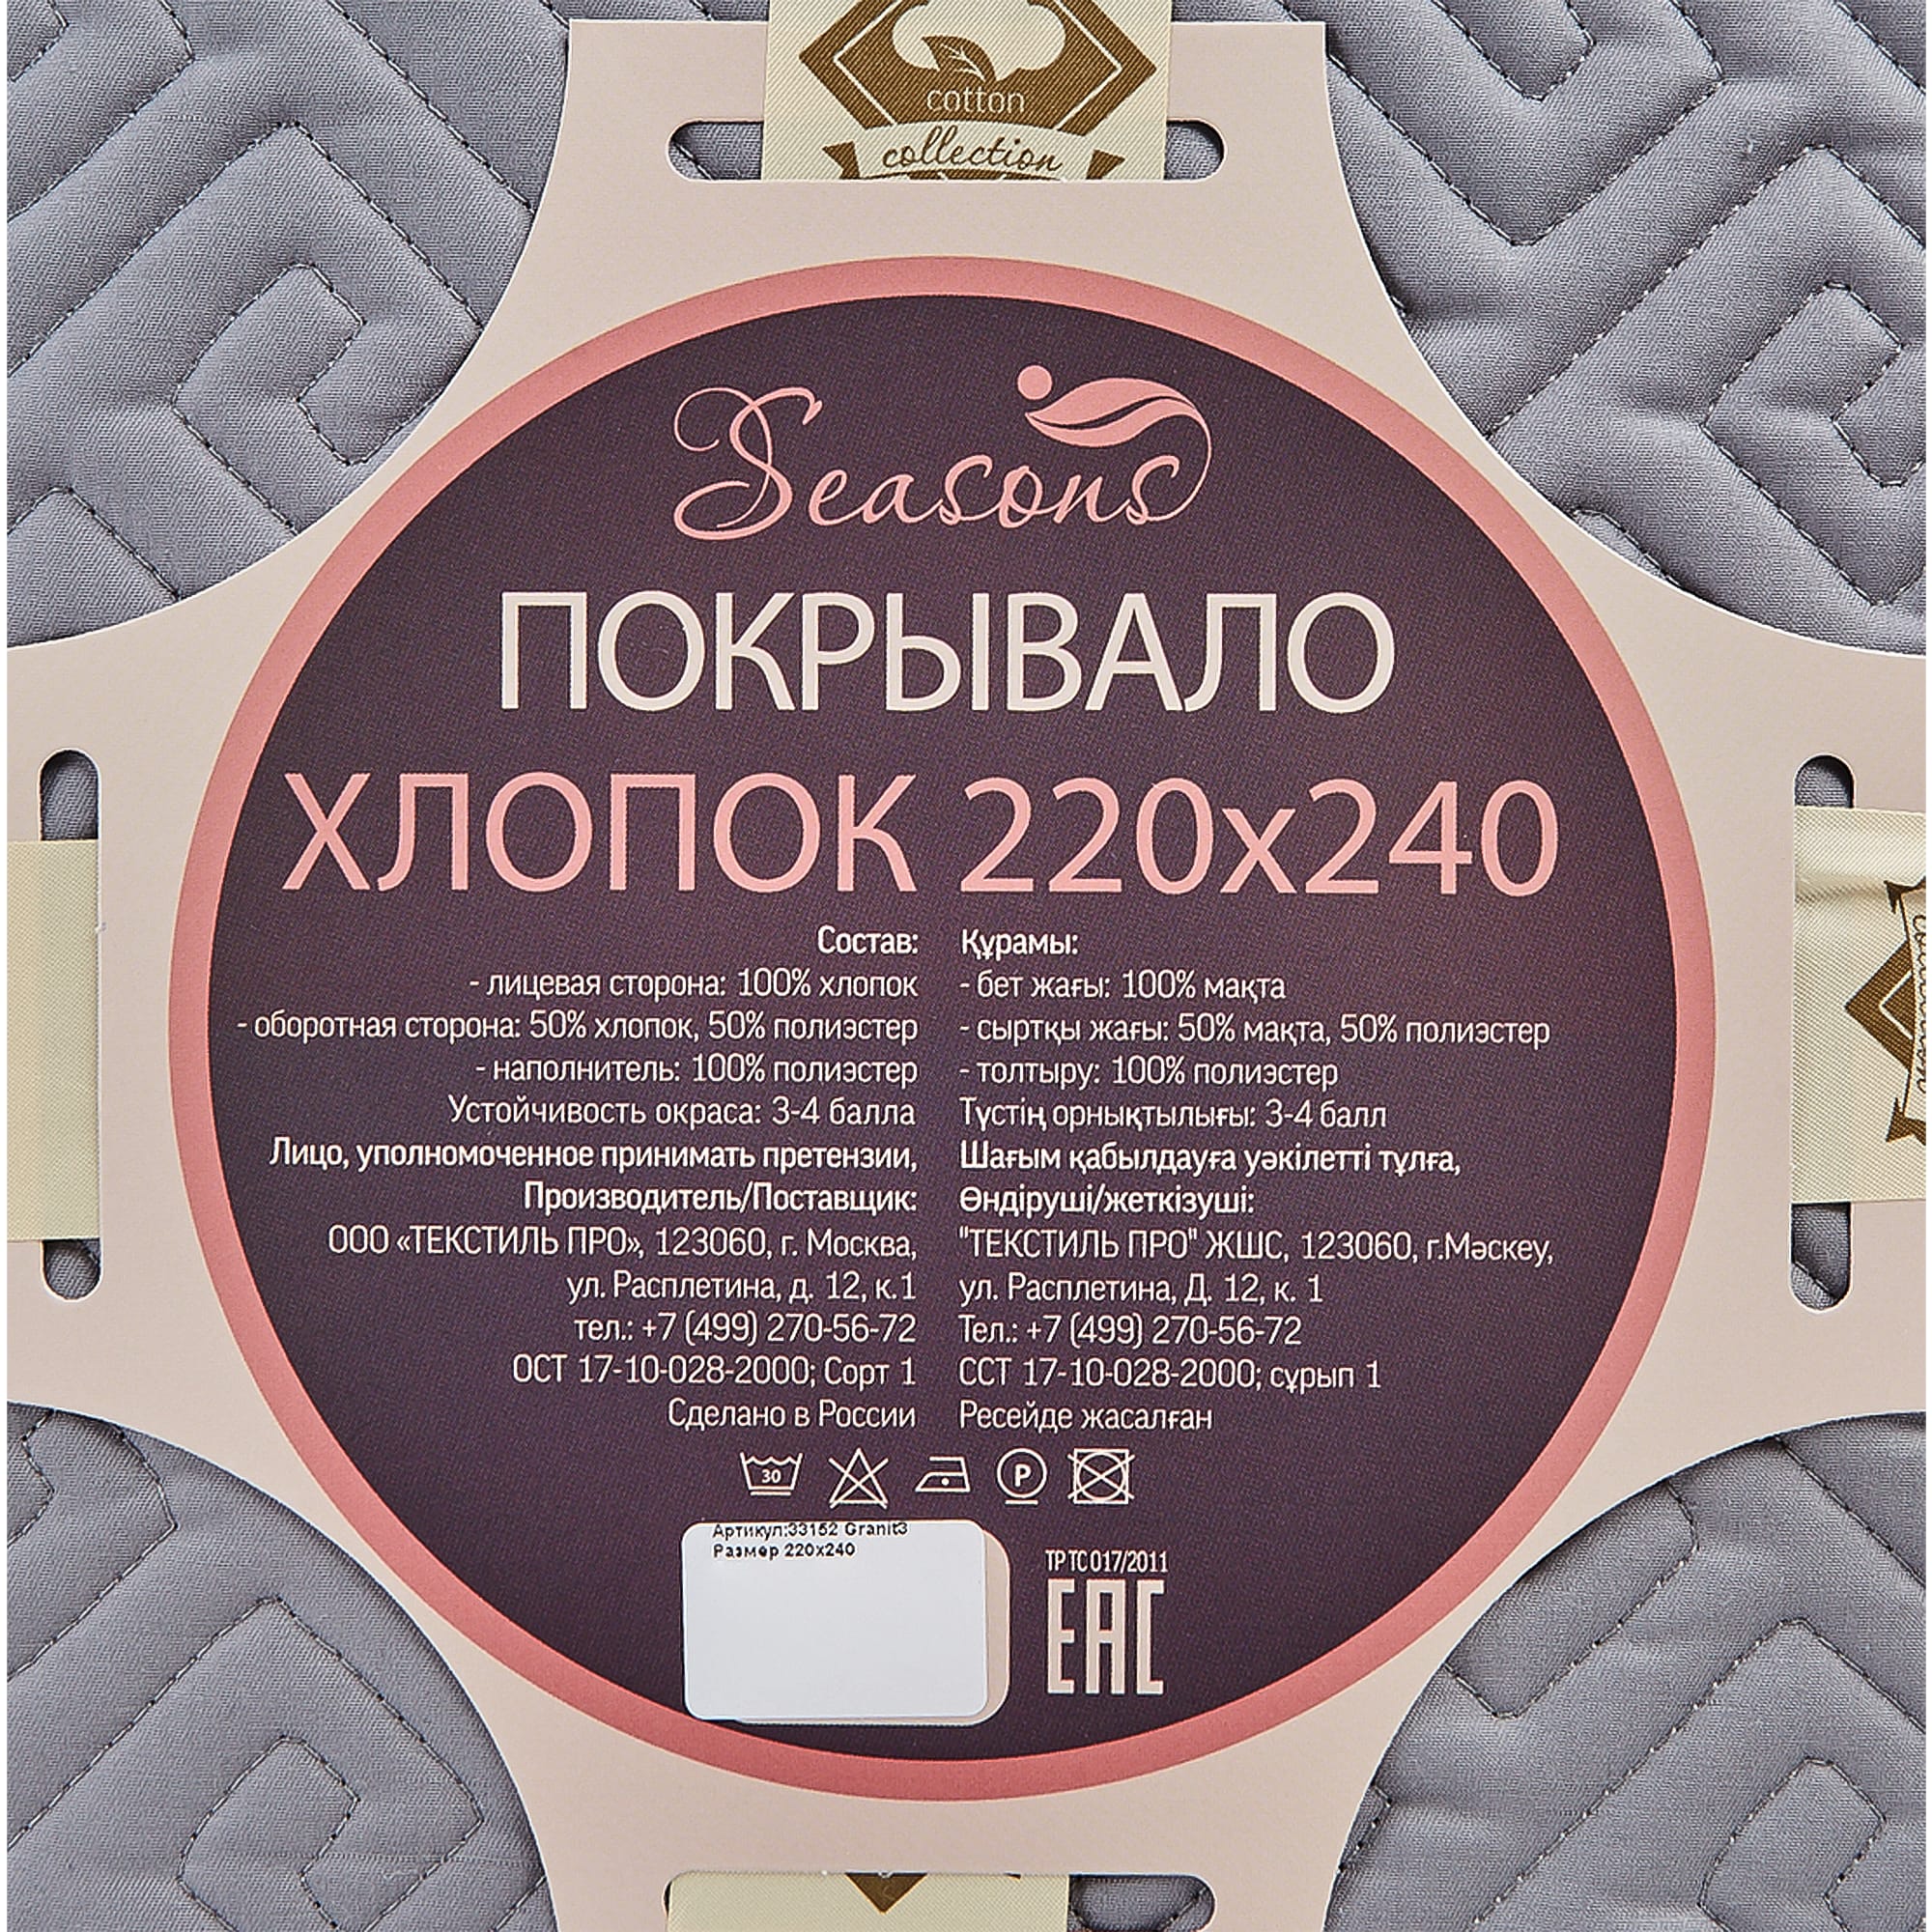 cotton
collection
Seasons
ПОКРЫВАЛО
ХЛОПОК 220x240
Состав:
- лицевая сторона: 100% хлопок
- оборотная сторона: 50% хлопок, 50% полиэстер
- наполнитель: 100% полиэстер
Устойчивость окраса: 3-4 балла
Лицо, уполномоченное принимать претензии,
Производитель/Поставщик:
ООО «ТЕКСТИЛЬ ПРО», 123060, г. Москва,
ул. Расплетина, д. 12, к.1
тел.: +7 (499) 270-56-72
ОСТ 17-10-028-2000; Сорт 1
Сделано в России
Құрамы:
- бет жағы: 100% мақта
- сыртқы жағы: 50% мақта, 50% полиэстер
- толтыру: 100% полиэстер
Түстің орнықтылығы: 3-4 балл
Шағым қабылдауға уәкілетті тұлға,
Өндіруші/жеткізуші:
"ТЕКСТИЛЬ ПРО" ЖШС, 123060, г.Мәскеу,
ул. Расплетина, Д. 12, к. 1
Тел.: +7 (499) 270-56-72
ССТ 17-10-028-2000; сұрып 1
Ресейде жасалған
30
P
Артикул:33152 Granit3
Размер 220x240
ТР ТС 017/2011
EAC